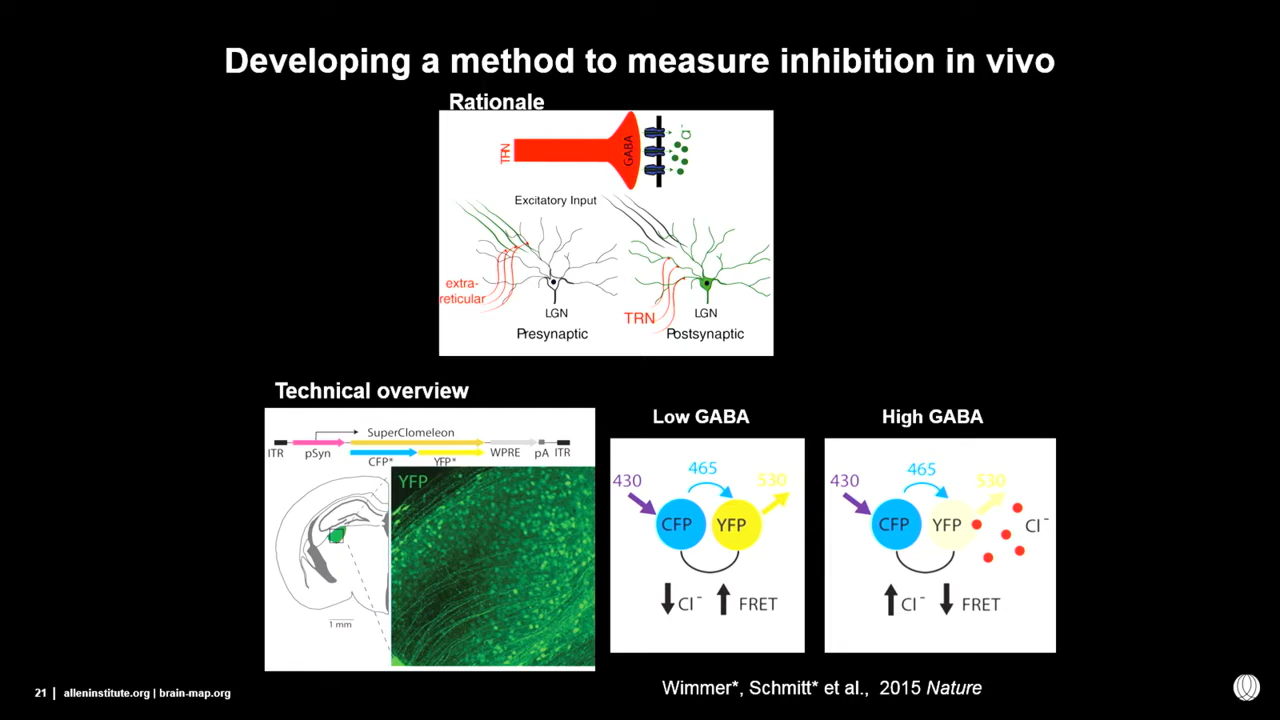 Developing a method to measure inhibition in vivo
Rationale
TRN
GABA
Cl-
Excitatory Input
extra-
reticular
LGN
Presynaptic
TRN
LGN
Postsynaptic
Technical overview
SuperClomeleon
ITR
pSyn
CFP*
YFP*
WPRE
pA
ITR
YFP
1 mm
Low GABA
430
465
530
CFP
YFP
↓Cl⁻ ↑ FRET
High GABA
430
465
530
CFP
YFP
Cl⁻
↑Cl⁻ ↓ FRET
Wimmer*, Schmitt* et al., 2015 Nature
21 | alleninstitute.org | brain-map.org